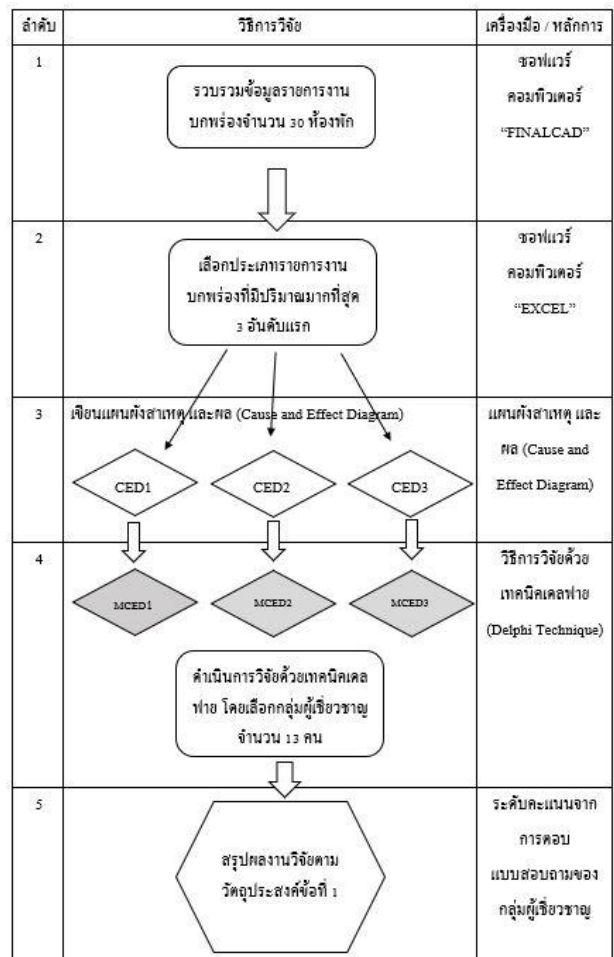 ลำดับ วิธีการวิจัย เครื่องมือ / หลักการ
1
รวบรวมข้อมูลรายการงาน
บกพร่องจำนวน 30 ห้องพัก
ซอฟแวร์
คอมพิวเตอร์
“FINALCAD”
2
เลือกประเภทรายการงาน
บกพร่องที่มีปริมาณมากที่สุด
3 อันดับแรก
ซอฟแวร์
คอมพิวเตอร์
“EXCEL”
3
เขียนแผนผังสาเหตุ และผล (Cause and Effect Diagram)
CED1 CED2 CED3
แผนผังสาเหตุ และ
ผล (Cause and
Effect Diagram)
4
MCED1 MCED2 MCED3
ดำเนินการวิจัยด้วยเทคนิคเดล
ฟาย โดยเลือกกลุ่มผู้เชี่ยวชาญ
จำนวน 13 คน
วิธีการวิจัยด้วย
เทคนิคเดลฟาย
(Delphi Technique)
5
สรุปผลงานวิจัยตาม
วัตถุประสงค์ข้อที่ 1
ระดับคะแนนจาก
การตอบ
แบบสอบถามของ
กลุ่มผู้เชี่ยวชาญ